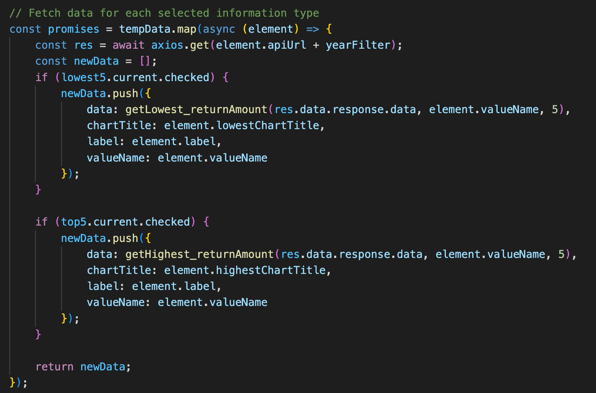 // Fetch data for each selected information type
const promises = tempData.map(async (element) => {
    const res = await axios.get(element.apiUrl + yearFilter);
    const newData = [];
    if (lowest5.current.checked) {
        newData.push({
            data: getLowest_returnAmount(res.data.response.data, element.valueName, 5),
            chartTitle: element.lowestChartTitle,
            label: element.label,
            valueName: element.valueName
        });
    }

    if (top5.current.checked) {
        newData.push({
            data: getHighest_returnAmount(res.data.response.data, element.valueName, 5),
            chartTitle: element.highestChartTitle,
            label: element.label,
            valueName: element.valueName
        });
    }

    return newData;
});